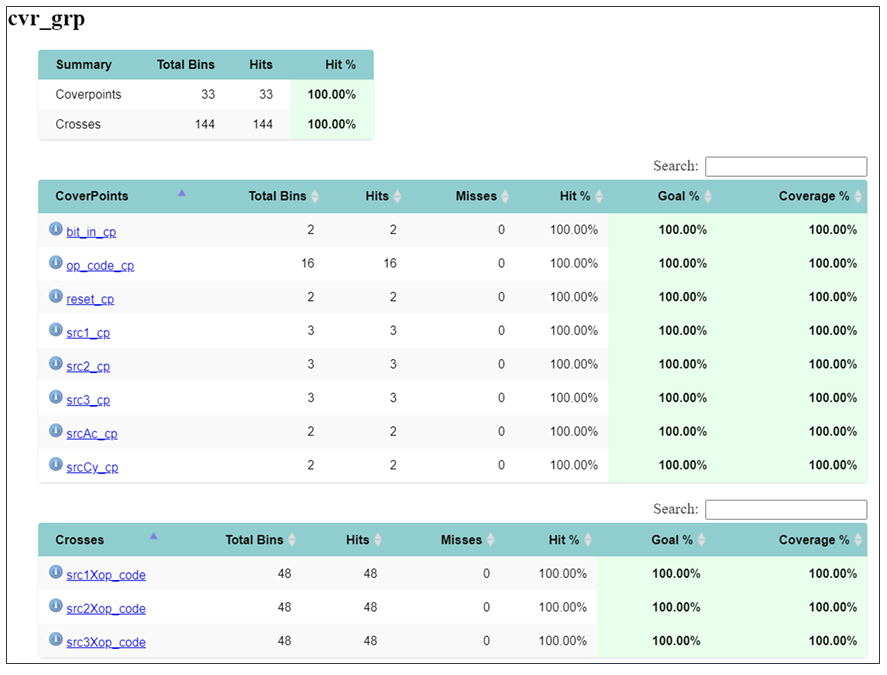 cvr_grp
Summary Total Bins Hits Hit %
Coverpoints 33 33 100.00%
Crosses 144 144 100.00%
Search:
CoverPoints Total Bins Hits Misses Hit % Goal % Coverage %
bit_in_cp 2 2 0 100.00% 100.00% 100.00%
op_code_cp 16 16 0 100.00% 100.00% 100.00%
reset_cp 2 2 0 100.00% 100.00% 100.00%
src1_cp 3 3 0 100.00% 100.00% 100.00%
src2_cp 3 3 0 100.00% 100.00% 100.00%
src3_cp 3 3 0 100.00% 100.00% 100.00%
srcAc_cp 2 2 0 100.00% 100.00% 100.00%
srcCy_cp 2 2 0 100.00% 100.00% 100.00%
Search:
Crosses Total Bins Hits Misses Hit % Goal % Coverage %
src1Xop_code 48 48 0 100.00% 100.00% 100.00%
src2Xop_code 48 48 0 100.00% 100.00% 100.00%
src3Xop_code 48 48 0 100.00% 100.00% 100.00%